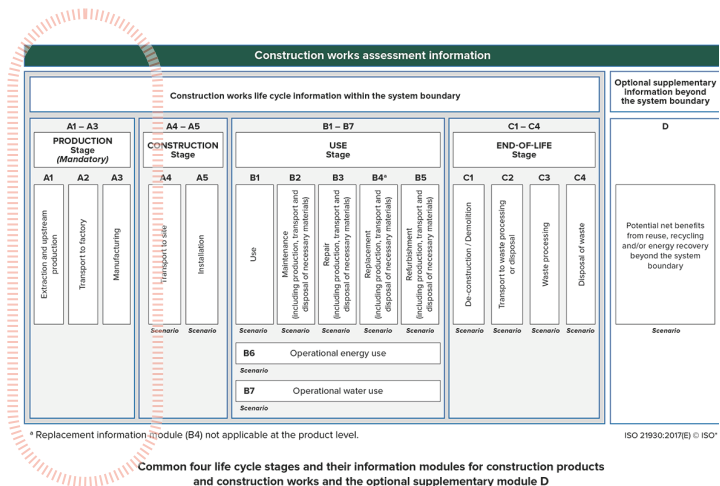 Construction works assessment information
Construction works life cycle information within the system boundary
Optional supplementary
information beyond
the system boundary
A1 – A3
PRODUCTION
Stage
(Mandatory)
A4 – A5
CONSTRUCTION
Stage
B1 – B7
USE
Stage
C1 – C4
END-OF-LIFE
Stage
D
A1
A2
A3
A4
A5
B1
B2
B3
B4ᵃ
B5
C1
C2
C3
C4
Extraction and upstream
production
Transport to factory
Manufacturing
Transport to site
Installation
Use
Maintenance
(including production, transport and
disposal of necessary materials)
Repair
(including production, transport and
disposal of necessary materials)
Replacement
(including production, transport and
disposal of necessary materials)
Refurbishment
(including production, transport and
disposal of necessary materials)
De-construction / Demolition
Transport to waste processing
or disposal
Waste processing
Disposal of waste
Potential net benefits
from reuse, recycling
and/or energy recovery
beyond the system
boundary
Scenario
Scenario
Scenario
Scenario
Scenario
Scenario
Scenario
Scenario
Scenario
Scenario
Scenario
Scenario
B6 Operational energy use
Scenario
B7 Operational water use
Scenario
ᵃ Replacement information module (B4) not applicable at the product level.
ISO 21930:2017(E) © ISO*
Common four life cycle stages and their information modules for construction products
and construction works and the optional supplementary module D